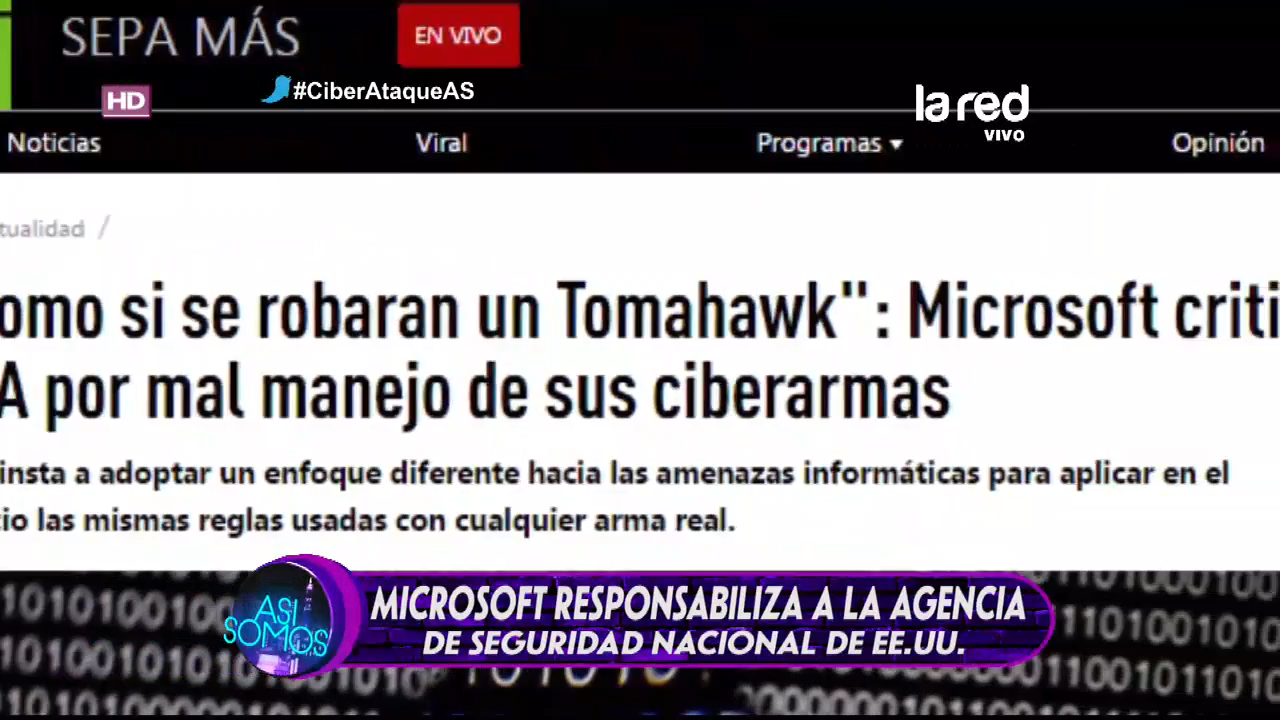 SEPA MÁS
EN VIVO
HD
#CiberAtaqueAS
la red
VIVO
Noticias Viral Programas Opinión
tualidad /
omo si se robaran un Tomahawk": Microsoft criti
A por mal manejo de sus ciberarmas
insta a adoptar un enfoque diferente hacia las amenazas informáticas para aplicar en el
io las mismas reglas usadas con cualquier arma real.
ASI
SOMOS
MICROSOFT RESPONSABILIZA A LA AGENCIA
DE SEGURIDAD NACIONAL DE EE.UU.